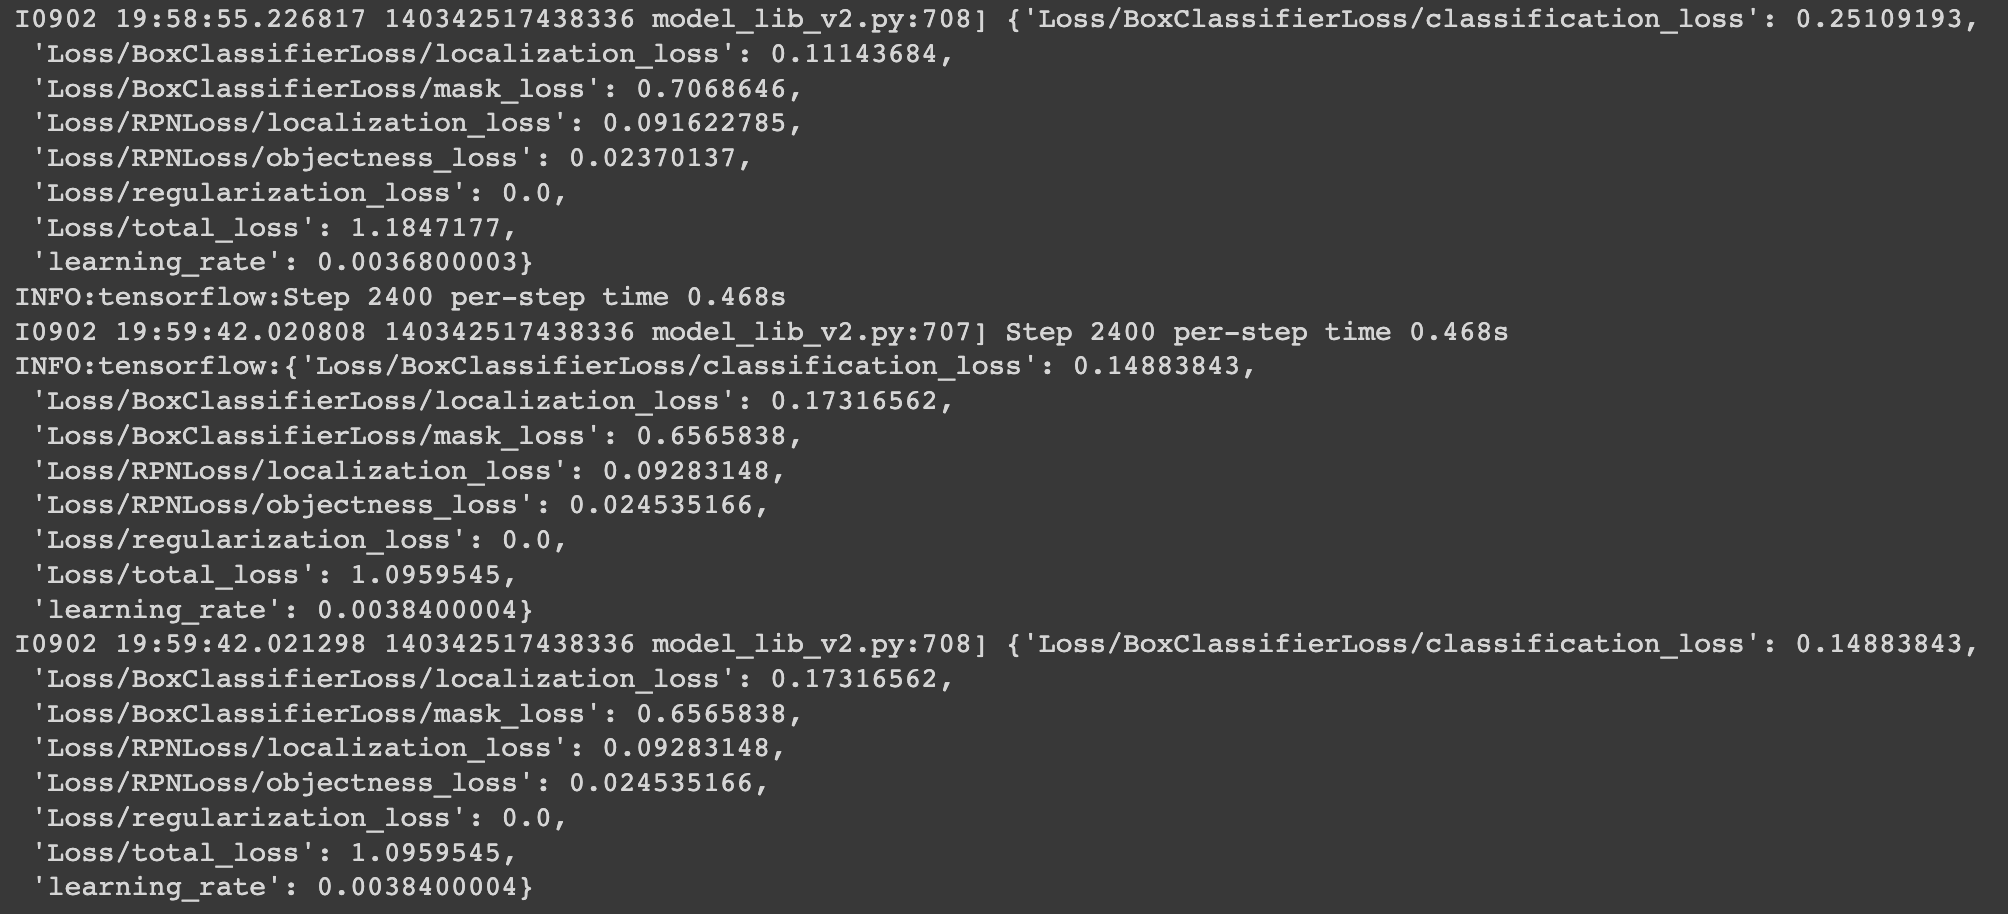 I0902 19:58:55.226817 140342517438336 model_lib_v2.py:708] {'Loss/BoxClassifierLoss/classification_loss': 0.25109193,
'Loss/BoxClassifierLoss/localization_loss': 0.11143684,
'Loss/BoxClassifierLoss/mask_loss': 0.7068646,
'Loss/RPNLoss/localization_loss': 0.091622785,
'Loss/RPNLoss/objectness_loss': 0.02370137,
'Loss/regularization_loss': 0.0,
'Loss/total_loss': 1.1847177,
'learning_rate': 0.0036800003}
INFO:tensorflow:Step 2400 per-step time 0.468s
I0902 19:59:42.020808 140342517438336 model_lib_v2.py:707] Step 2400 per-step time 0.468s
INFO:tensorflow:{'Loss/BoxClassifierLoss/classification_loss': 0.14883843,
'Loss/BoxClassifierLoss/localization_loss': 0.17316562,
'Loss/BoxClassifierLoss/mask_loss': 0.6565838,
'Loss/RPNLoss/localization_loss': 0.09283148,
'Loss/RPNLoss/objectness_loss': 0.024535166,
'Loss/regularization_loss': 0.0,
'Loss/total_loss': 1.0959545,
'learning_rate': 0.0038400004}
I0902 19:59:42.021298 140342517438336 model_lib_v2.py:708] {'Loss/BoxClassifierLoss/classification_loss': 0.14883843,
'Loss/BoxClassifierLoss/localization_loss': 0.17316562,
'Loss/BoxClassifierLoss/mask_loss': 0.6565838,
'Loss/RPNLoss/localization_loss': 0.09283148,
'Loss/RPNLoss/objectness_loss': 0.024535166,
'Loss/regularization_loss': 0.0,
'Loss/total_loss': 1.0959545,
'learning_rate': 0.0038400004}